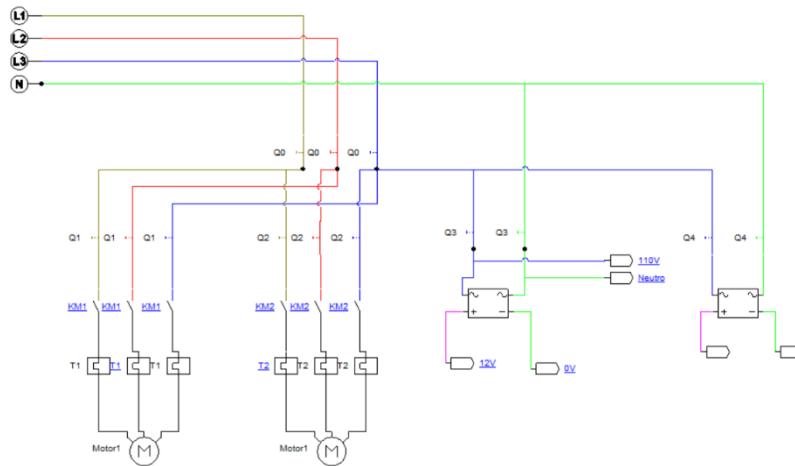 L1
L2
L3
N
Q0 Q0 Q0
Q1 Q1 Q1 Q2 Q2 Q2 Q3 Q3 Q4 Q4
110V
Neutro
KM1 KM1 KM1 KM2 KM2 KM2
+ - + -
T1 T1 T1 T2 T2 T2 12V 0V
Motor1 M Motor1 M